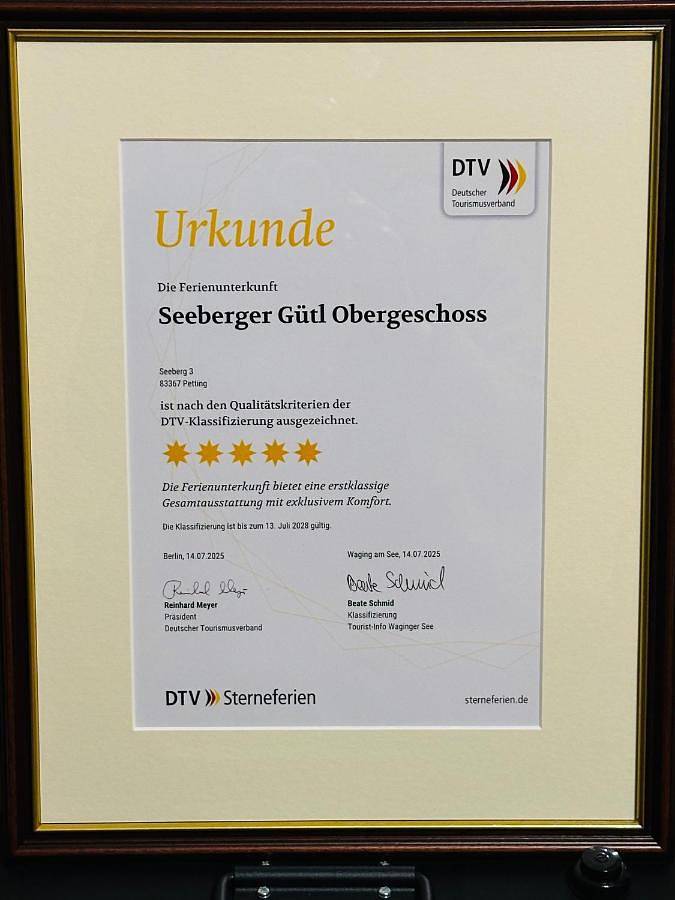 DTV
Deutscher
Tourismusverband
Urkunde
Die Ferienunterkunft
Seeberger Gütl Obergeschoss
Seeberg 3
83367 Petting
ist nach den Qualitätskriterien der
DTV-Klassifizierung ausgezeichnet.
Die Ferienunterkunft bietet eine erstklassige
Gesamtausstattung mit exklusivem Komfort.
Die Klassifizierung ist bis zum 13. Juli 2028 gültig.
Berlin, 14.07.2025
Reinhard Meyer
Präsident
Deutscher Tourismusverband
Waging am See, 14.07.2025
Beate Schmid
Beate Schmid
Klassifizierung
Tourist-Info Waginger See
DTV Sterneferien
sterneferien.de